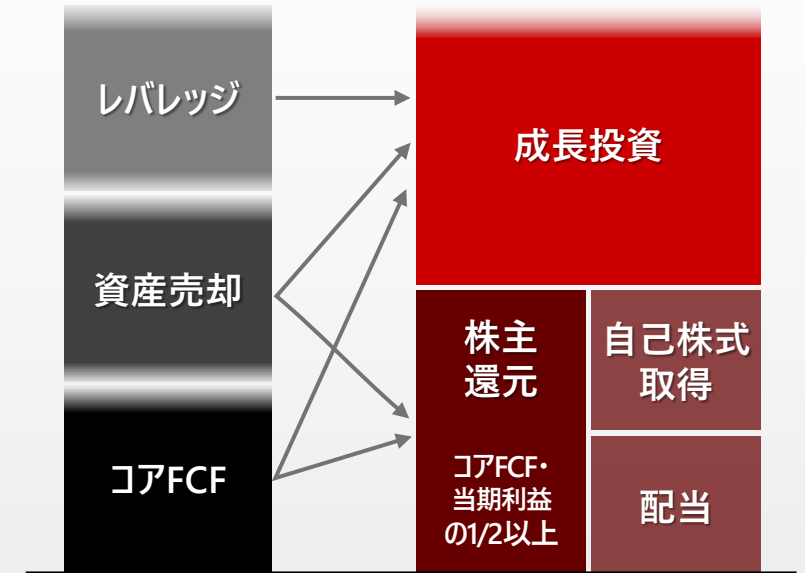 レバレッジ
資産売却
コアFCF
成長投資
株主
還元
コアFCF・
当期利益
の1/2以上
自己株式
取得
配当